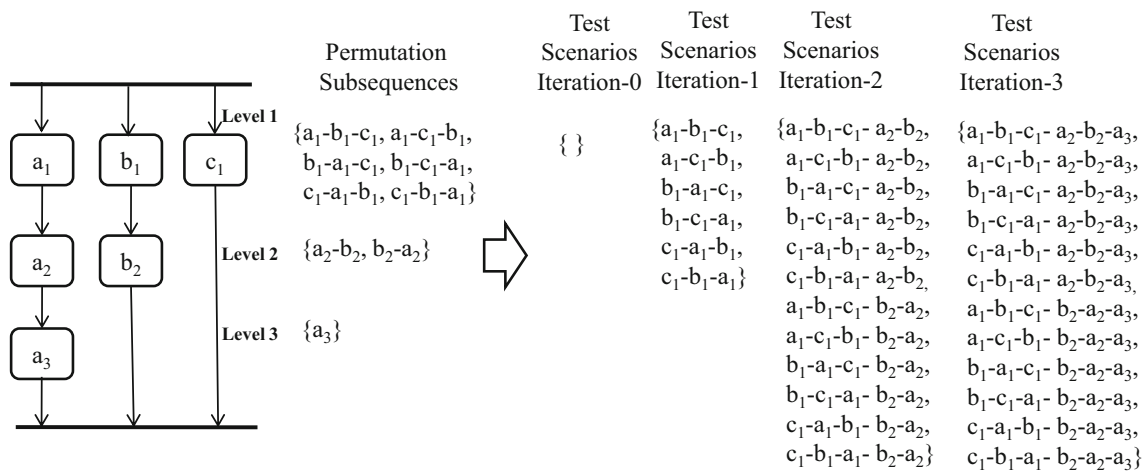 Level 1
a₁
b₁
c₁
Level 2
a₂
b₂
Level 3
a₃
Permutation
Subsequences
{a₁-b₁-c₁, a₁-c₁-b₁,
b₁-a₁-c₁, b₁-c₁-a₁,
c₁-a₁-b₁, c₁-b₁-a₁}
{a₂-b₂, b₂-a₂}
{a₃}
Test
Scenarios
Iteration-0
{ }
Test
Scenarios
Iteration-1
{a₁-b₁-c₁,
a₁-c₁-b₁,
b₁-a₁-c₁,
b₁-c₁-a₁,
c₁-a₁-b₁,
c₁-b₁-a₁}
Test
Scenarios
Iteration-2
{a₁-b₁-c₁- a₂-b₂,
a₁-c₁-b₁- a₂-b₂,
b₁-a₁-c₁- a₂-b₂,
b₁-c₁-a₁- a₂-b₂,
c₁-a₁-b₁- a₂-b₂,
c₁-b₁-a₁- a₂-b₂,
a₁-b₁-c₁- b₂-a₂,
a₁-c₁-b₁- b₂-a₂,
b₁-a₁-c₁- b₂-a₂,
b₁-c₁-a₁- b₂-a₂,
c₁-a₁-b₁- b₂-a₂,
c₁-b₁-a₁- b₂-a₂}
Test
Scenarios
Iteration-3
{a₁-b₁-c₁- a₂-b₂-a₃,
a₁-c₁-b₁- a₂-b₂-a₃,
b₁-a₁-c₁- a₂-b₂-a₃,
b₁-c₁-a₁- a₂-b₂-a₃,
c₁-a₁-b₁- a₂-b₂-a₃,
c₁-b₁-a₁- a₂-b₂-a₃,
a₁-b₁-c₁- b₂-a₂-a₃,
a₁-c₁-b₁- b₂-a₂-a₃,
b₁-a₁-c₁- b₂-a₂-a₃,
b₁-c₁-a₁- b₂-a₂-a₃,
c₁-a₁-b₁- b₂-a₂-a₃,
c₁-b₁-a₁- b₂-a₂-a₃}